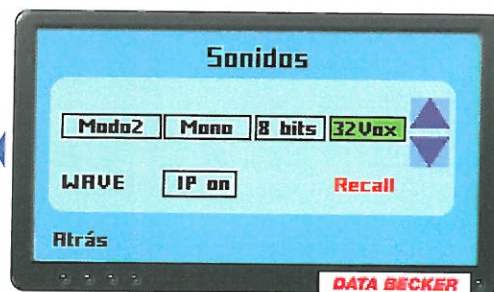 Sonidos
Modo2 Mono 8 bits 32Vox
WAVE IP on Recall
Atrás
DATA BECKER